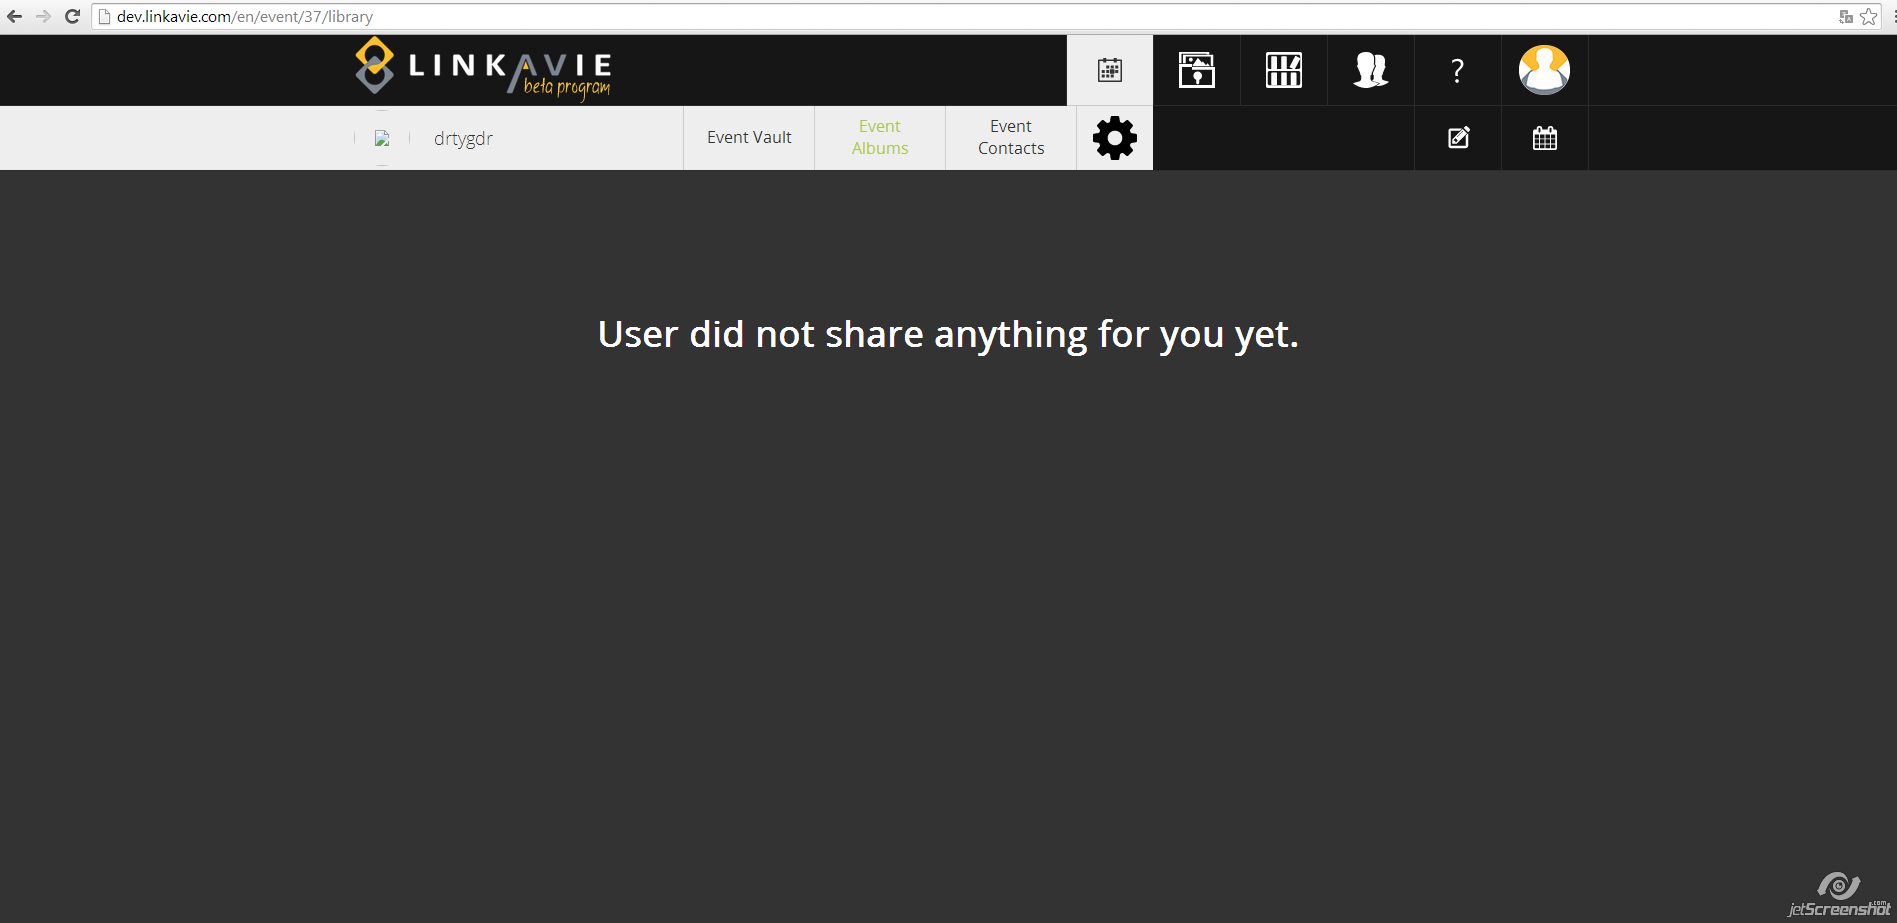 dev.linkavie.com/en/event/37/library
LINKAVIE
beta program
?
drtygdr
Event Vault
Event
Albums
Event
Contacts
User did not share anything for you yet.
jetScreenshot.com